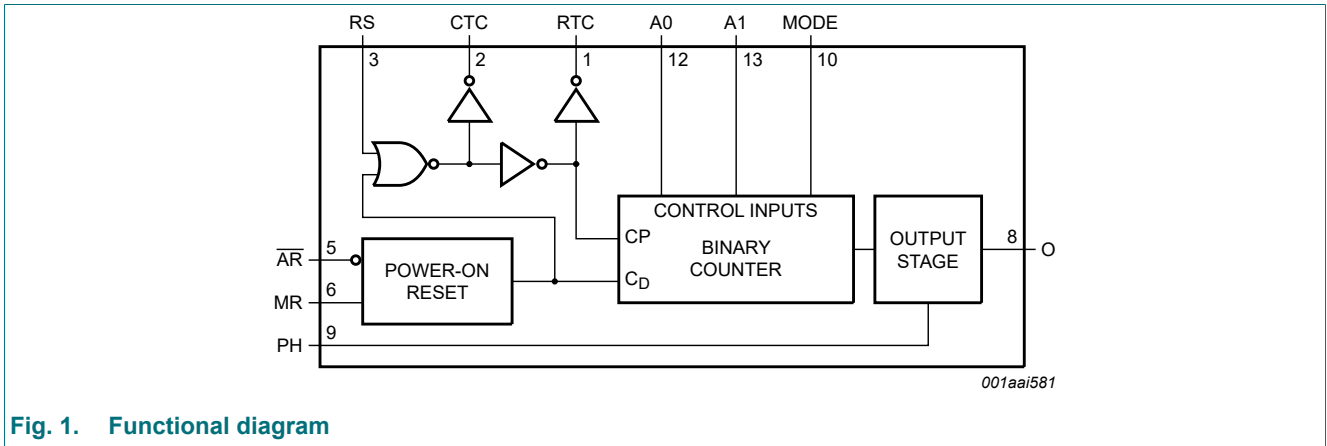 RS CTC RTC A0 A1 MODE
3 2 1 12 13 10
CONTROL INPUTS
CP
BINARY
COUNTER
CD
OUTPUT
STAGE
8 O
AR 5
POWER-ON
RESET
MR 6
PH 9
001aai581
Fig. 1. Functional diagram